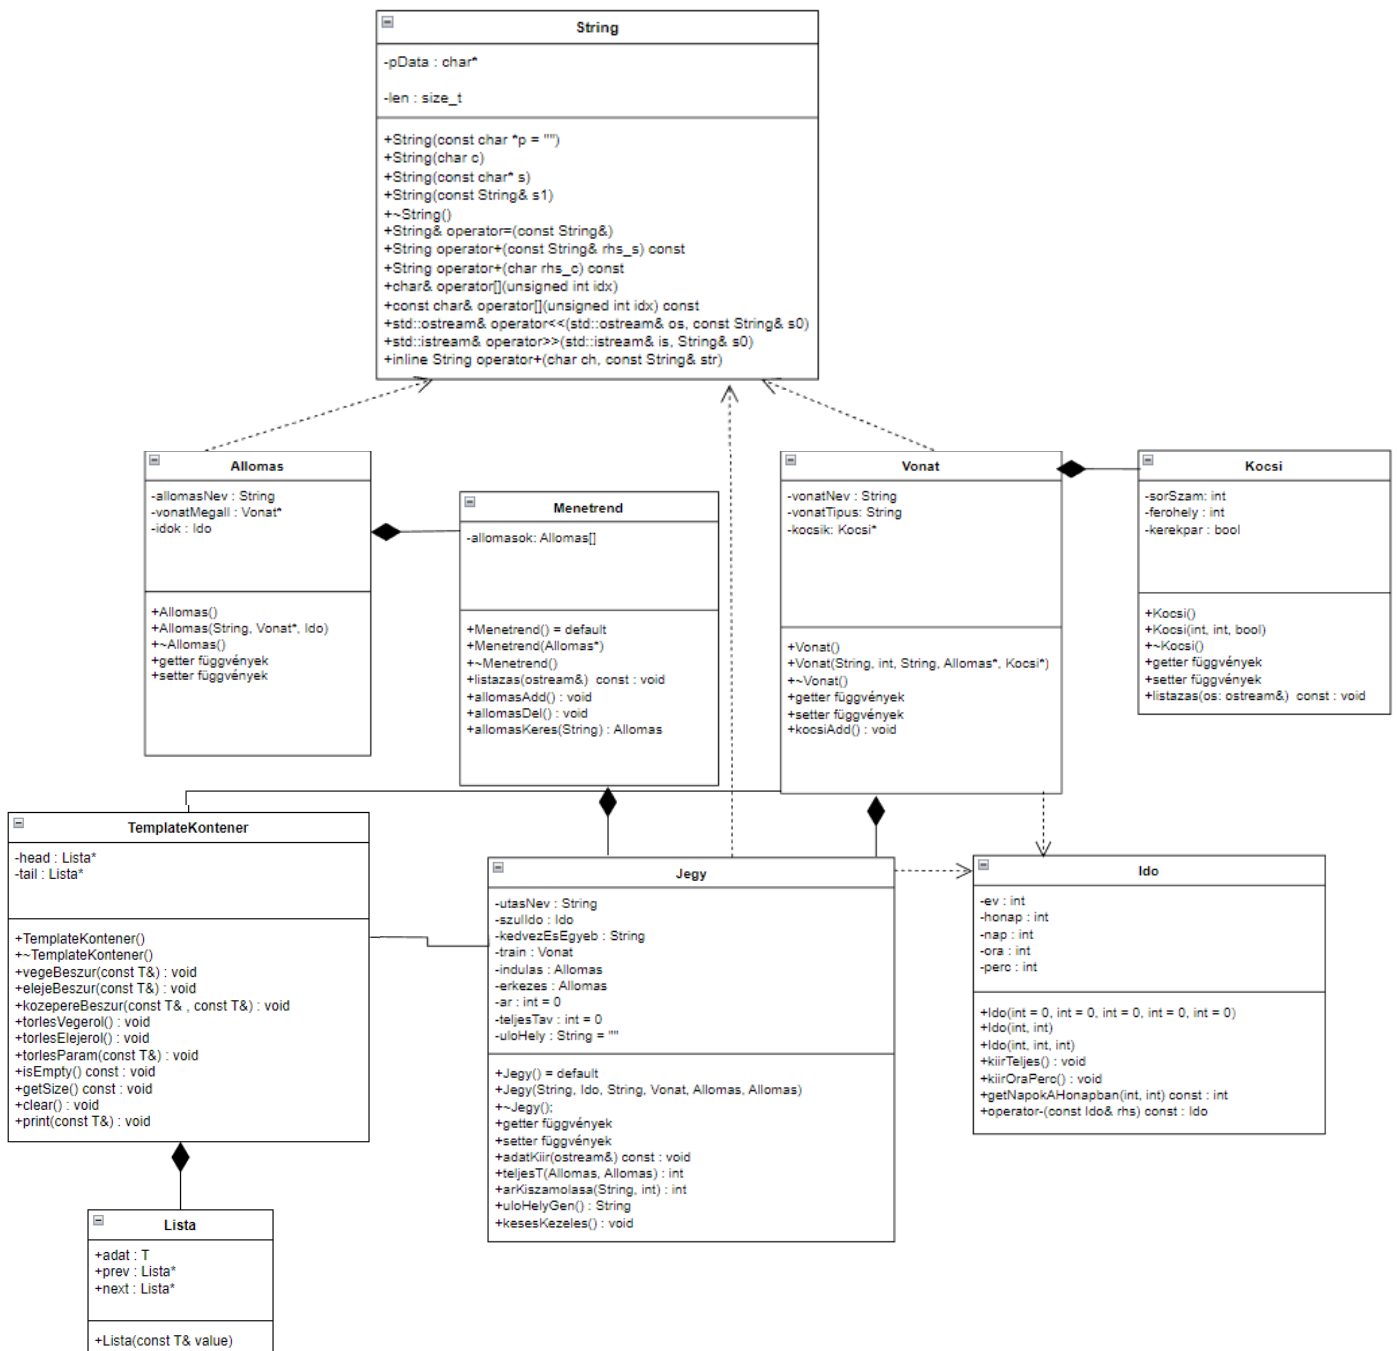 String
-pData : char*
-len : size_t
+String(const char *p = "")
+String(char c)
+String(const char* s)
+String(const String& s1)
+~String()
+String& operator=(const String&)
+String operator+(const String& rhs_s) const
+String operator+(char rhs_c) const
+char& operator[](unsigned int idx)
+const char& operator[](unsigned int idx) const
+std::ostream& operator<<(std::ostream& os, const String& s0)
+std::istream& operator>>(std::istream& is, String& s0)
+inline String operator+(char ch, const String& str)
Allomas
-allomasNev : String
-vonatMegall : Vonat*
-idok : Ido
+Allomas()
+Allomas(String, Vonat*, Ido)
+~Allomas()
+getter függvények
+setter függvények
Menetrend
-allomasok: Allomas[]
+Menetrend() = default
+Menetrend(Allomas*)
+~Menetrend()
+listazas(ostream&) const : void
+allomasAdd() : void
+allomasDel() : void
+allomasKeres(String) : Allomas
Vonat
-vonatNev : String
-vonatTipus: String
-kocsik: Kocsi*
+Vonat()
+Vonat(String, int, String, Allomas*, Kocsi*)
+~Vonat()
+getter függvények
+setter függvények
+kocsiAdd() : void
Kocsi
-sorSzam: int
-ferohely : int
-kerekpar : bool
+Kocsi()
+Kocsi(int, int, bool)
+~Kocsi()
+getter függvények
+setter függvények
+listazas(os: ostream&) const : void
TemplateKontener
-head : Lista*
-tail : Lista*
+TemplateKontener()
+~TemplateKontener()
+vegeBeszur(const T&) : void
+elejeBeszur(const T&) : void
+kozepereBeszur(const T& , const T&) : void
+torlesVegerol() : void
+torlesElejerol() : void
+torlesParam(const T&) : void
+isEmpty() const : void
+getSize() const : void
+clear() : void
+print(const T&) : void
Jegy
-utasNev : String
-szulIdo : Ido
-kedvezEsEgyeb : String
-train : Vonat
-indulas : Allomas
-erkezes : Allomas
-ar : int = 0
-teljesTav : int = 0
-uloHely : String = ""
+Jegy() = default
+Jegy(String, Ido, String, Vonat, Allomas, Allomas)
+~Jegy();
+getter függvények
+setter függvények
+adatKiir(ostream&) const : void
+teljesT(Allomas, Allomas) : int
+arKiszamolasa(String, int) : int
+uloHelyGen() : String
+kesesKezeles() : void
Ido
-ev : int
-honap : int
-nap : int
-ora : int
-perc : int
+Ido(int = 0, int = 0, int = 0, int = 0, int = 0)
+Ido(int, int)
+Ido(int, int, int)
+kiirTeljes() : void
+kiirOraPerc() : void
+getNapokAHonapban(int, int) const : int
+operator-(const Ido& rhs) const : Ido
Lista
+adat : T
+prev : Lista*
+next : Lista*
+Lista(const T& value)